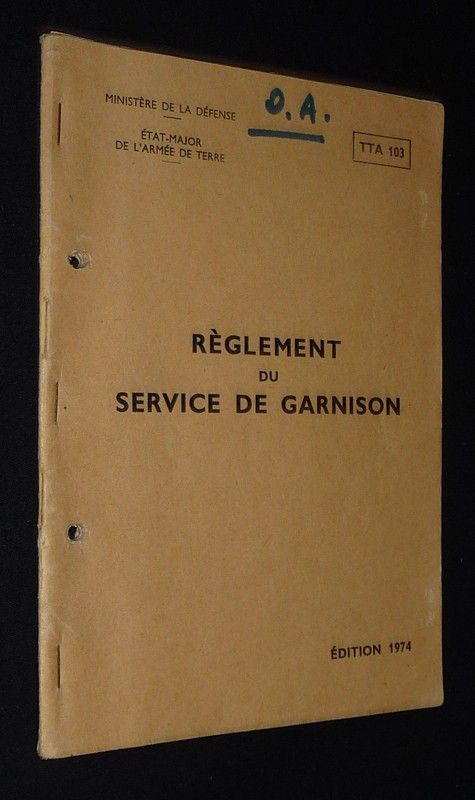 MINISTÈRE DE LA DÉFENSE
O.A.
ÉTAT-MAJOR
DE L'ARMÉE DE TERRE
TTA 103
RÈGLEMENT
DU
SERVICE DE GARNISON
ÉDITION 1974